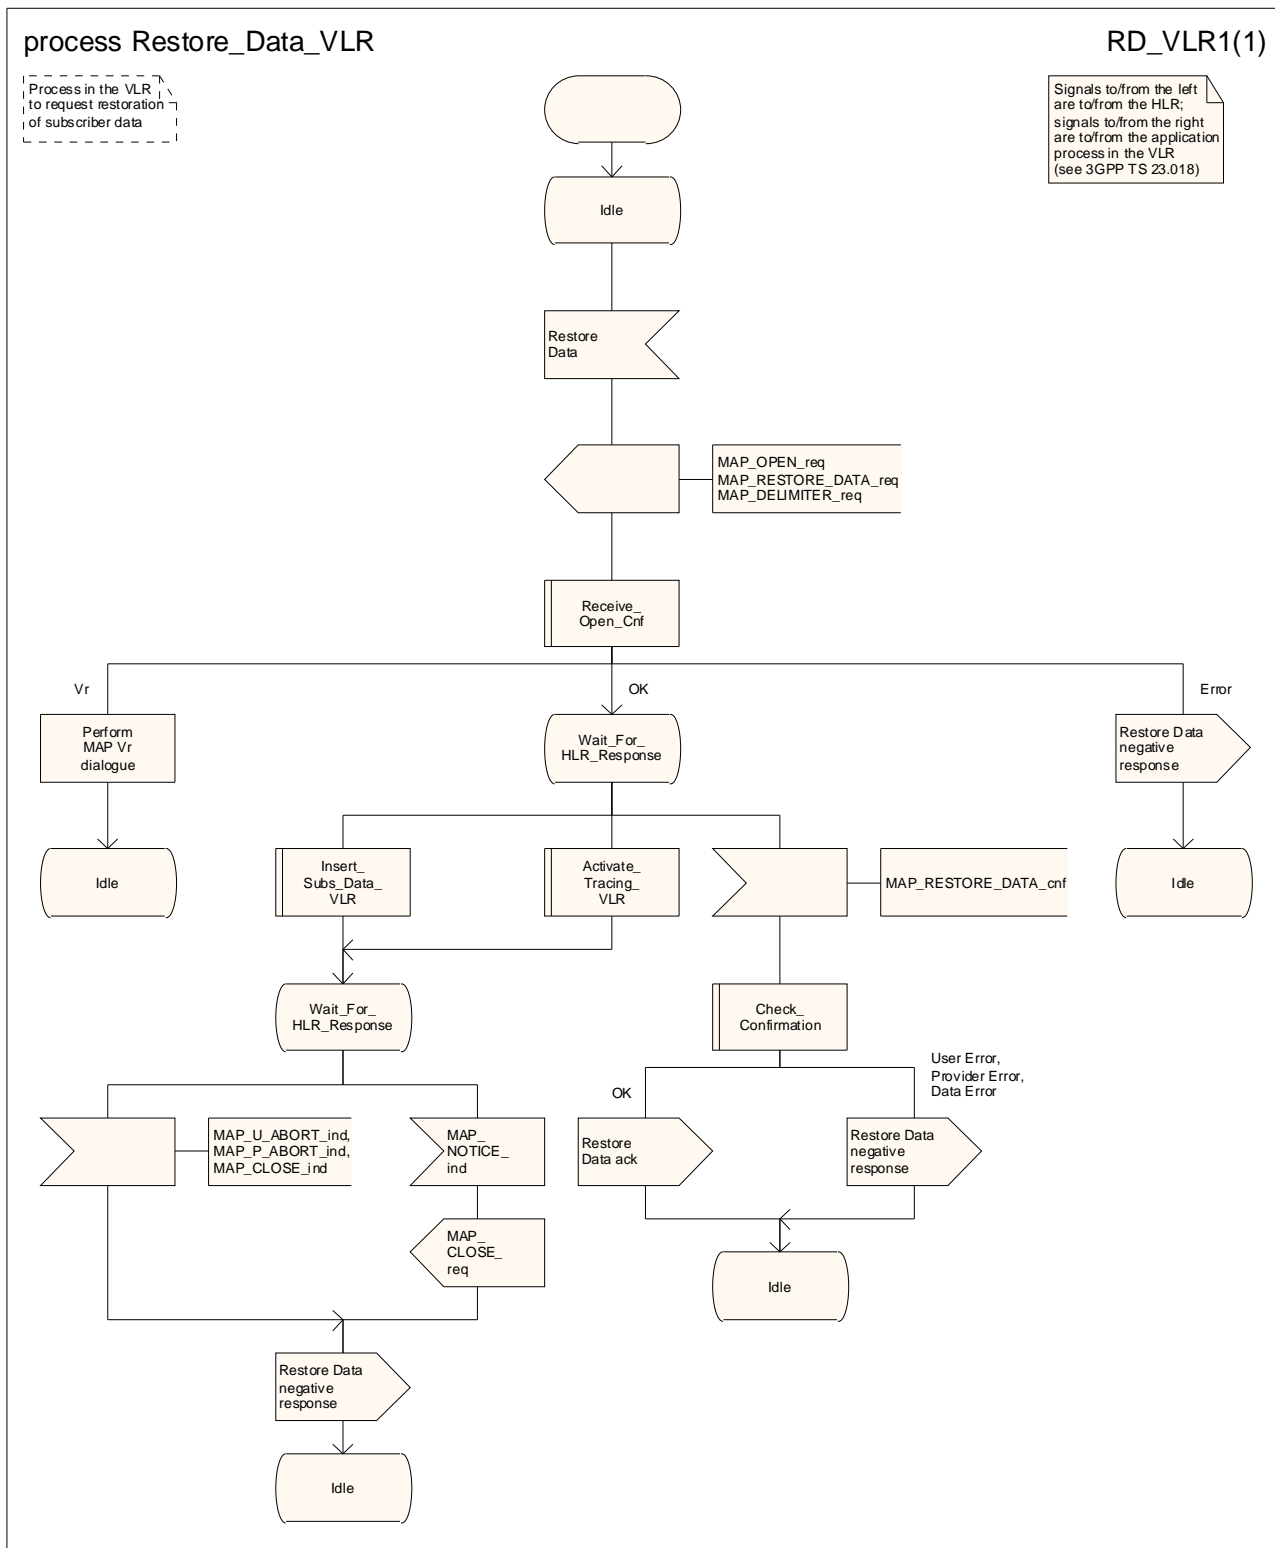 process Restore_Data_VLR
RD_VLR1(1)
Process in the VLR
to request restoration
of subscriber data
Signals to/from the left
are to/from the HLR;
signals to/from the right
are to/from the application
process in the VLR
(see 3GPP TS 23.018)
Idle
Restore
Data
MAP_OPEN_req
MAP_RESTORE_DATA_req
MAP_DELIMITER_req
Receive_
Open_Cnf
Vr
OK
Error
Perform
MAP Vr
dialogue
Wait_For_
HLR_Response
Restore Data
negative
response
Idle
Insert_
Subs_Data_
VLR
Activate_
Tracing_
VLR
MAP_RESTORE_DATA_cnf
Idle
Wait_For_
HLR_Response
Check_
Confirmation
OK
User Error,
Provider Error,
Data Error
MAP_U_ABORT_ind,
MAP_P_ABORT_ind,
MAP_CLOSE_ind
MAP_
NOTICE_
ind
Restore
Data ack
Restore Data
negative
response
MAP_
CLOSE_
req
Idle
Restore Data
negative
response
Idle